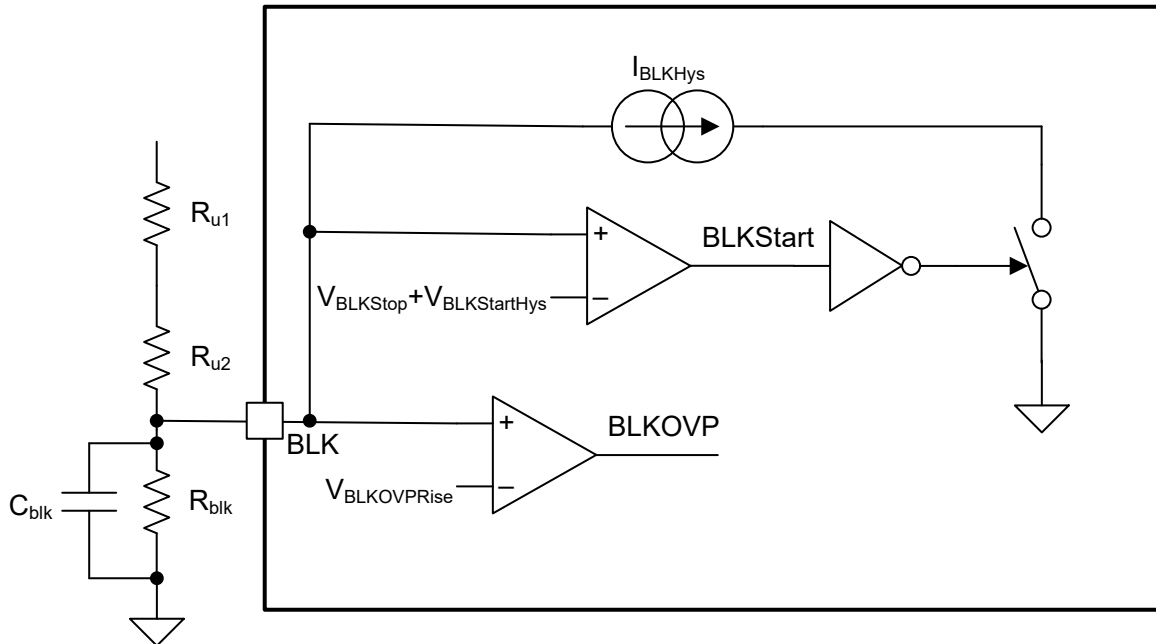 I_BLKHys
R_u1
+
BLKStart
V_BLKStop+V_BLKStartHys
−
R_u2
BLK
+
BLKOVP
V_BLKOVPRise
−
C_blk
R_blk